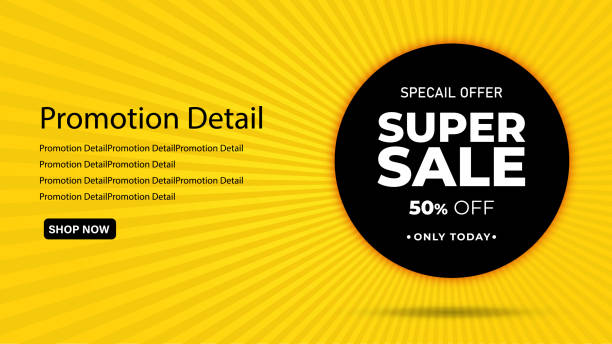 Promotion Detail
Promotion DetailPromotion DetailPromotion Detail
Promotion DetailPromotion Detail
Promotion DetailPromotion DetailPromotion Detail
Promotion DetailPromotion Detail
SHOP NOW
SPECAIL OFFER
SUPER
SALE
50% OFF
•ONLY TODAY•